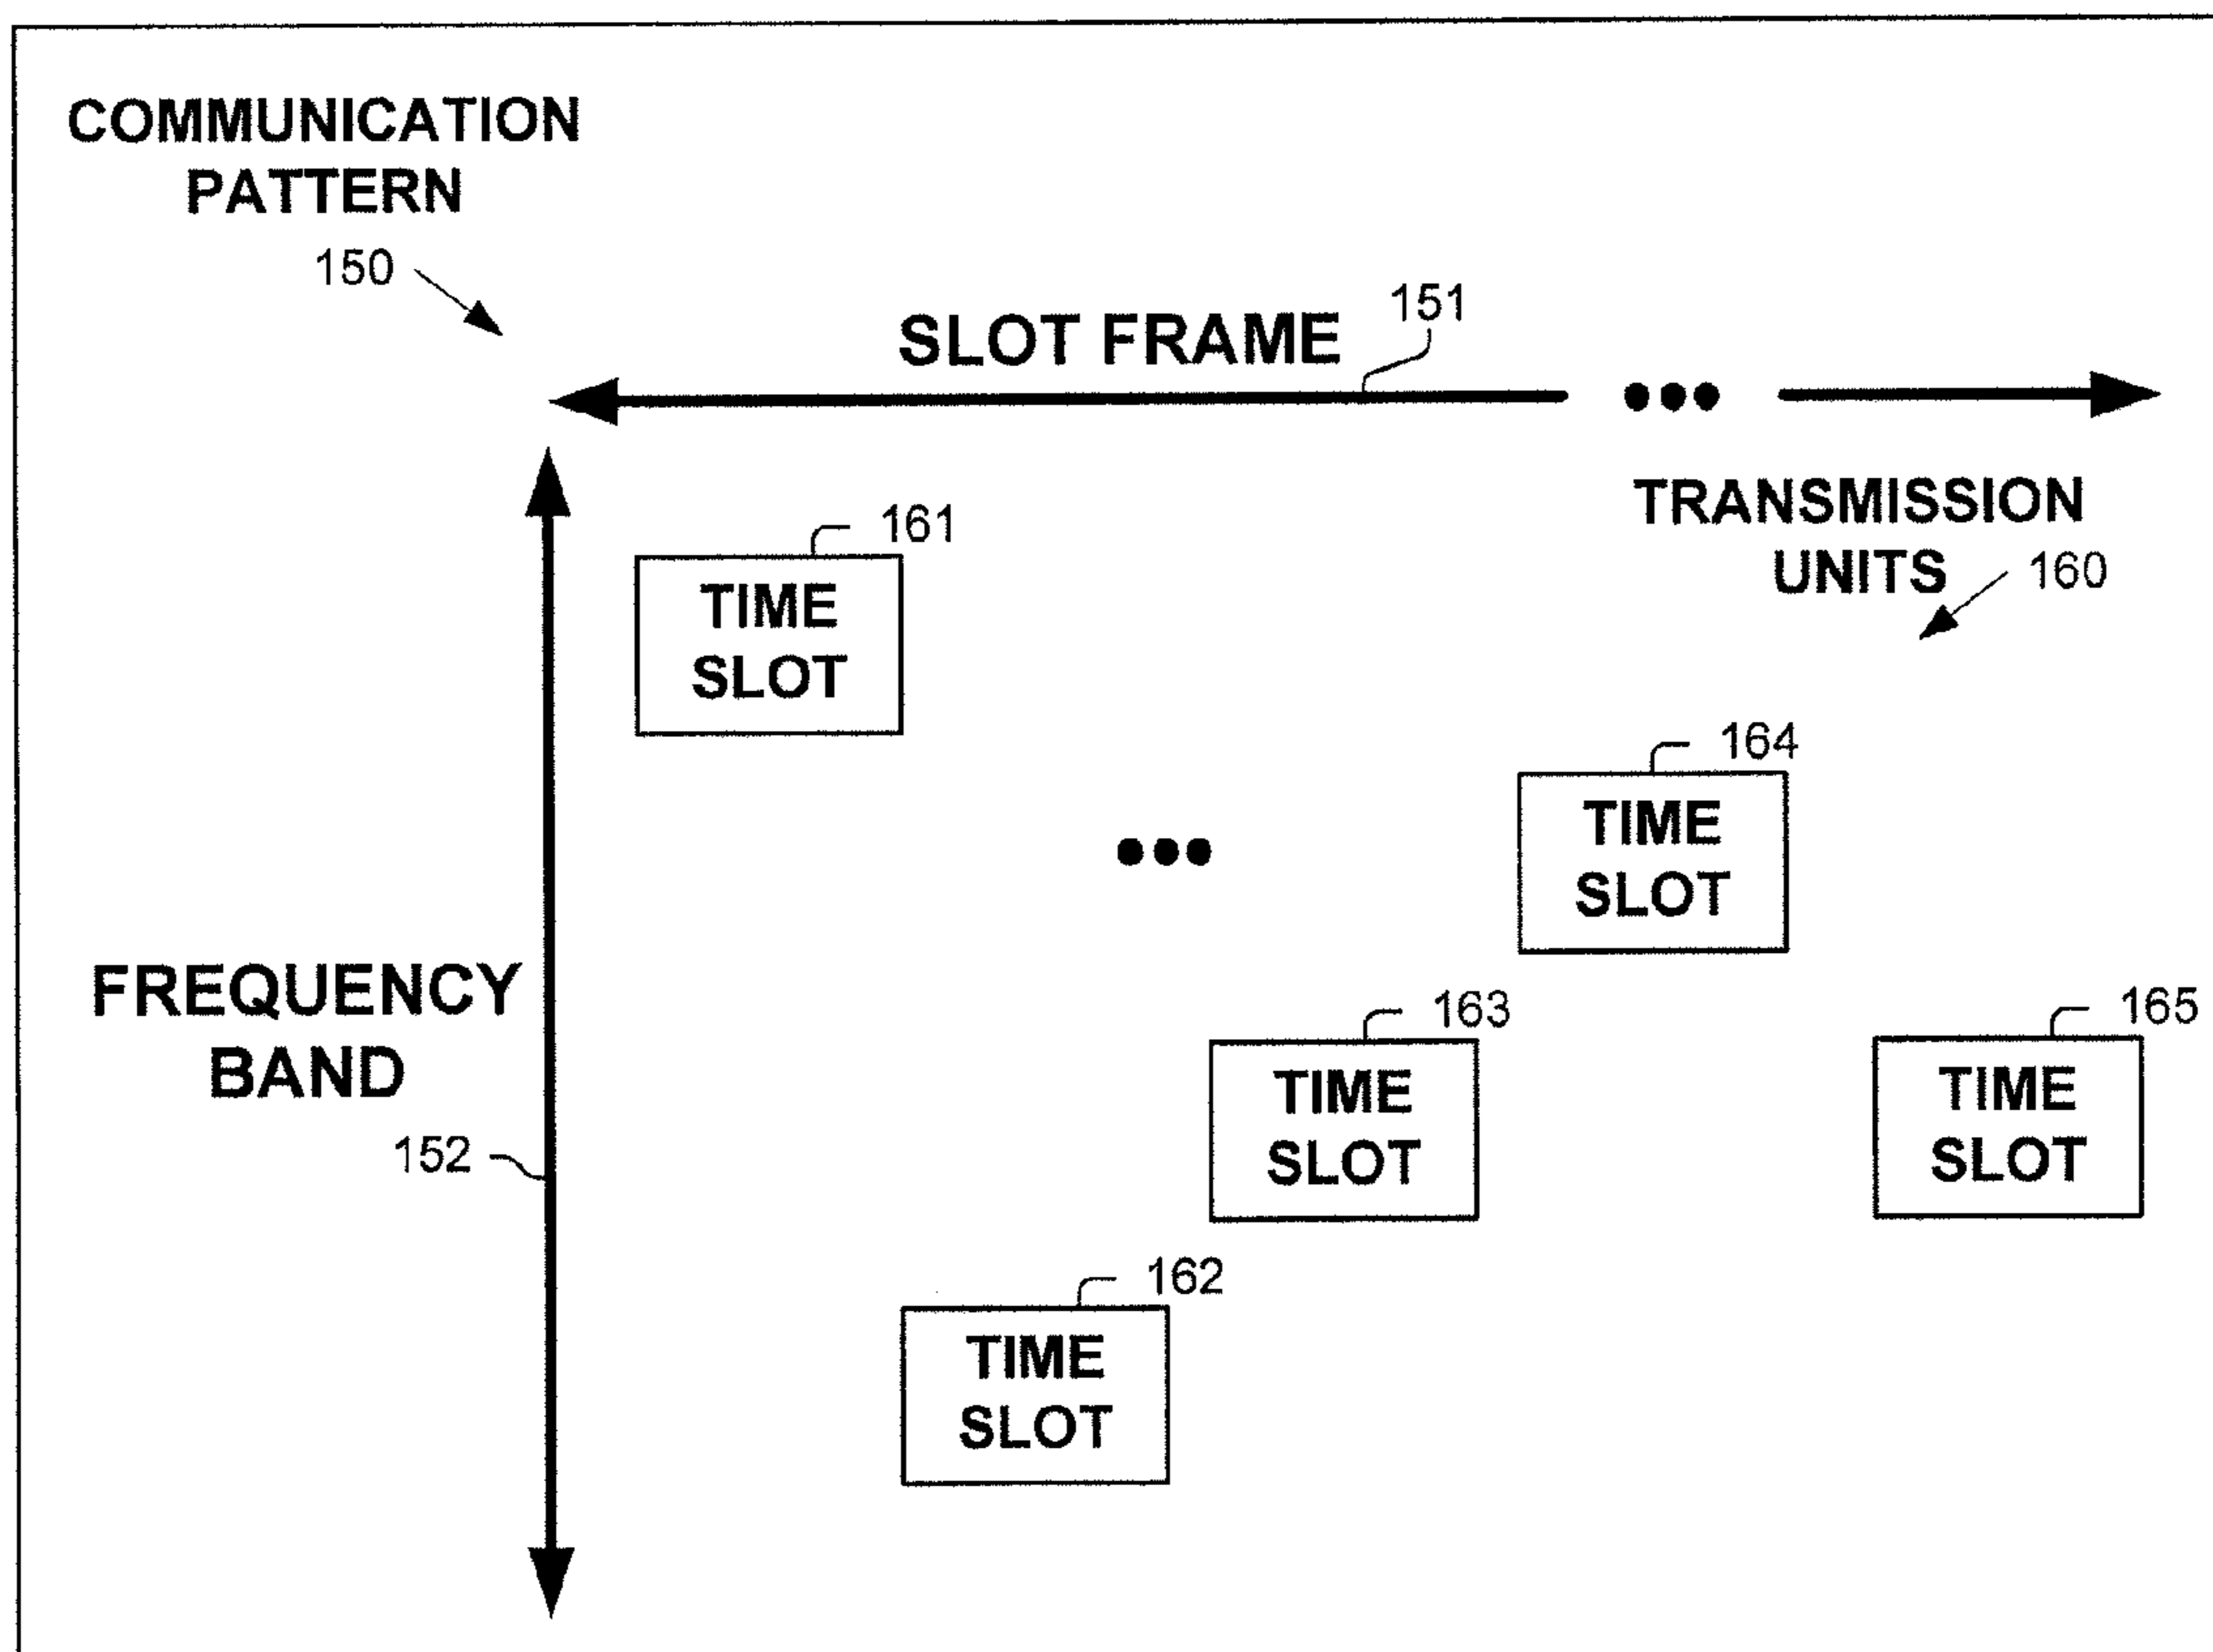 COMMUNICATION
PATTERN
150
SLOT FRAME
151
TRANSMISSION
UNITS
160
161
TIME
SLOT
164
TIME
SLOT
FREQUENCY
BAND
152
163
TIME
SLOT
165
TIME
SLOT
162
TIME
SLOT